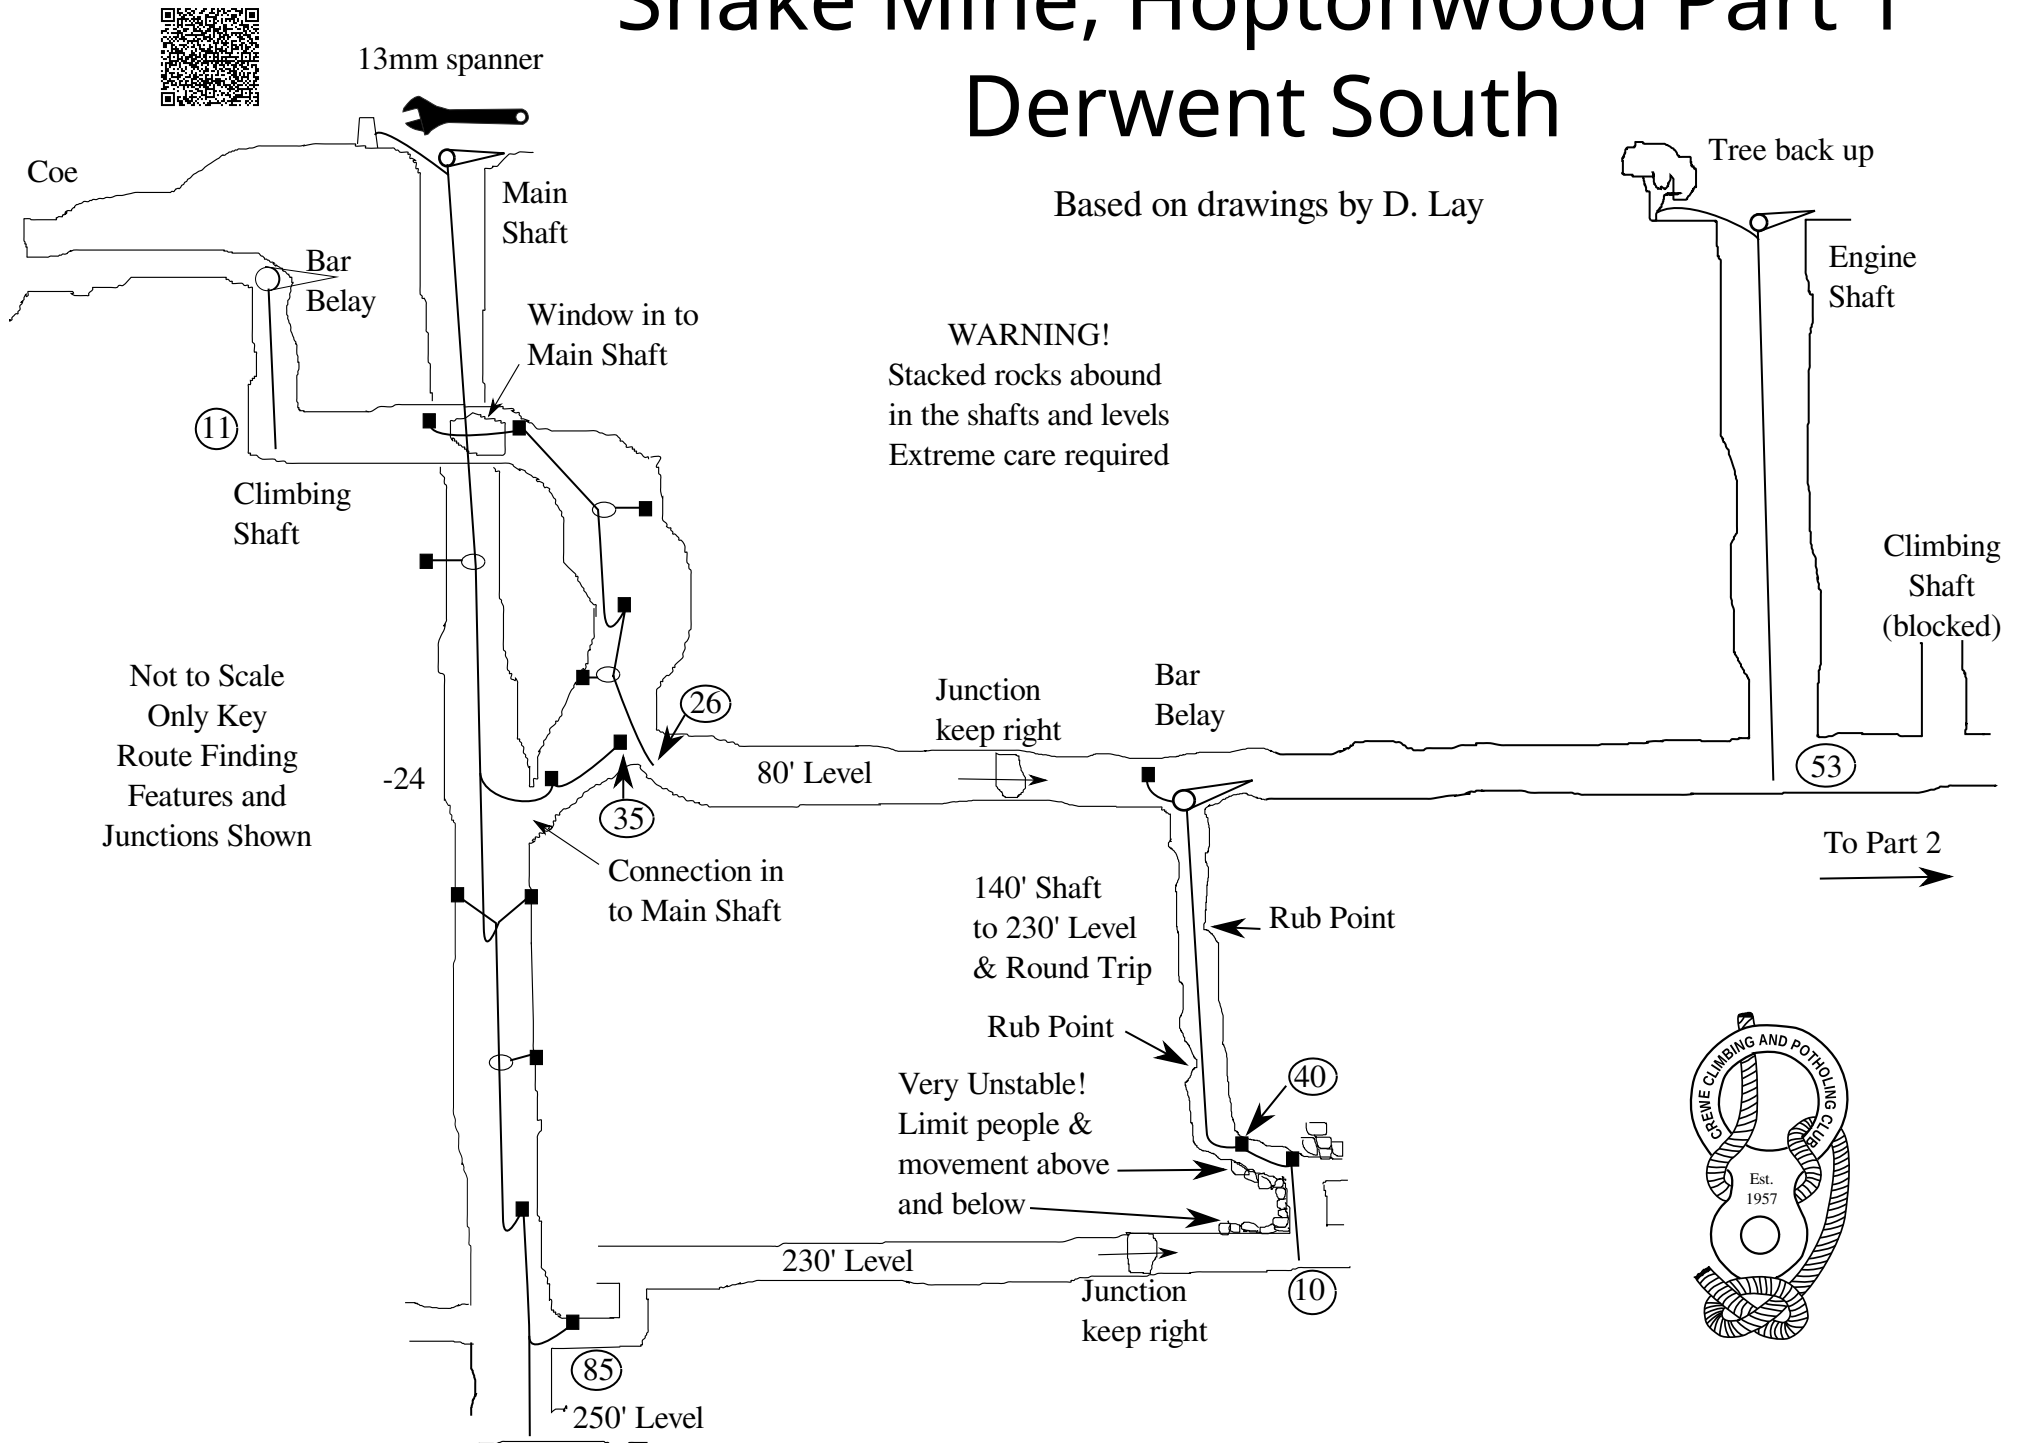 Snake Mine, Hoptonwood Part 1
Derwent South
Based on drawings by D. Lay
13mm spanner
Coe
Main
Shaft
Bar
Belay
Window in to
Main Shaft
Tree back up
Engine
Shaft
WARNING!
Stacked rocks abound
in the shafts and levels
Extreme care required
11
Climbing
Shaft
Climbing
Shaft
(blocked)
Not to Scale
Only Key
Route Finding
Features and
Junctions Shown
-24
26
35
Junction
keep right
80' Level
Bar
Belay
53
To Part 2
Connection in
to Main Shaft
140' Shaft
to 230' Level
& Round Trip
Rub Point
Rub Point
40
Very Unstable!
Limit people &
movement above
and below
230' Level
Junction
keep right
10
85
250' Level
CREWE CLIMBING AND POTHOLING CLUB
Est.
1957